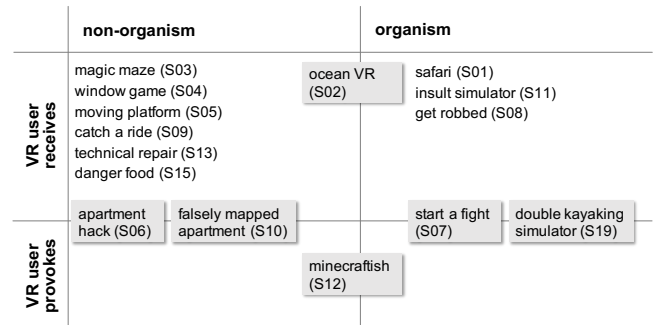 non-organism
organism
VR user
receives
magic maze (S03)
window game (S04)
moving platform (S05)
catch a ride (S09)
technical repair (S13)
danger food (S15)
ocean VR
(S02)
safari (S01)
insult simulator (S11)
get robbed (S08)
apartment
hack (S06)
falsely mapped
apartment (S10)
start a fight
(S07)
double kayaking
simulator (S19)
VR user
provokes
minecraftish
(S12)